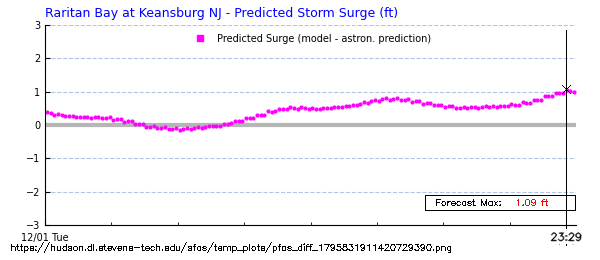 Raritan Bay at Keansburg NJ - Predicted Storm Surge (ft)
3
Predicted Surge (model - astron. prediction)
2
1
0
−1
−2
Forecast Max: 1.09 ft
−3
12/01 Tue 23:29
https://hudson.dl.stevens-tech.edu/sfas/temp_plots/pfas_diff_1795831911420729390.png